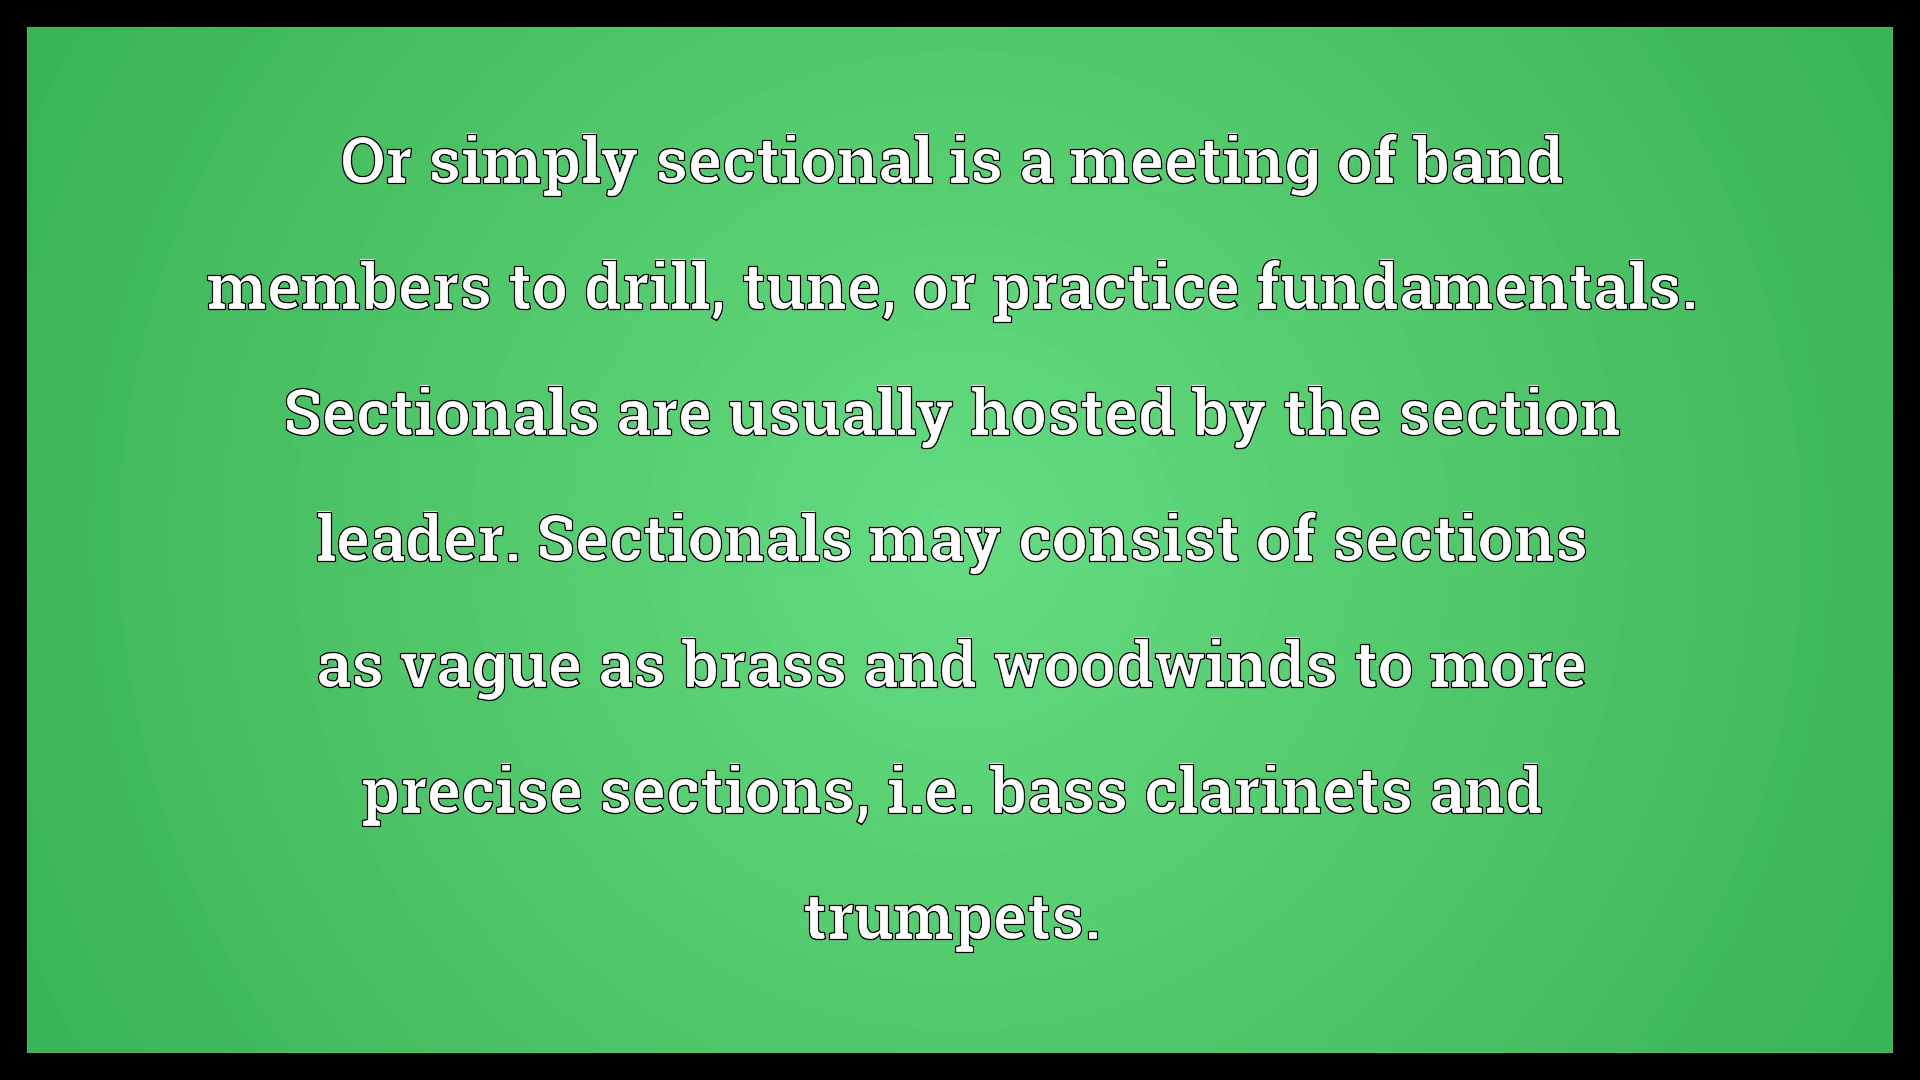 Or simply sectional is a meeting of band
members to drill, tune, or practice fundamentals.
Sectionals are usually hosted by the section
leader. Sectionals may consist of sections
as vague as brass and woodwinds to more
precise sections, i.e. bass clarinets and
trumpets.